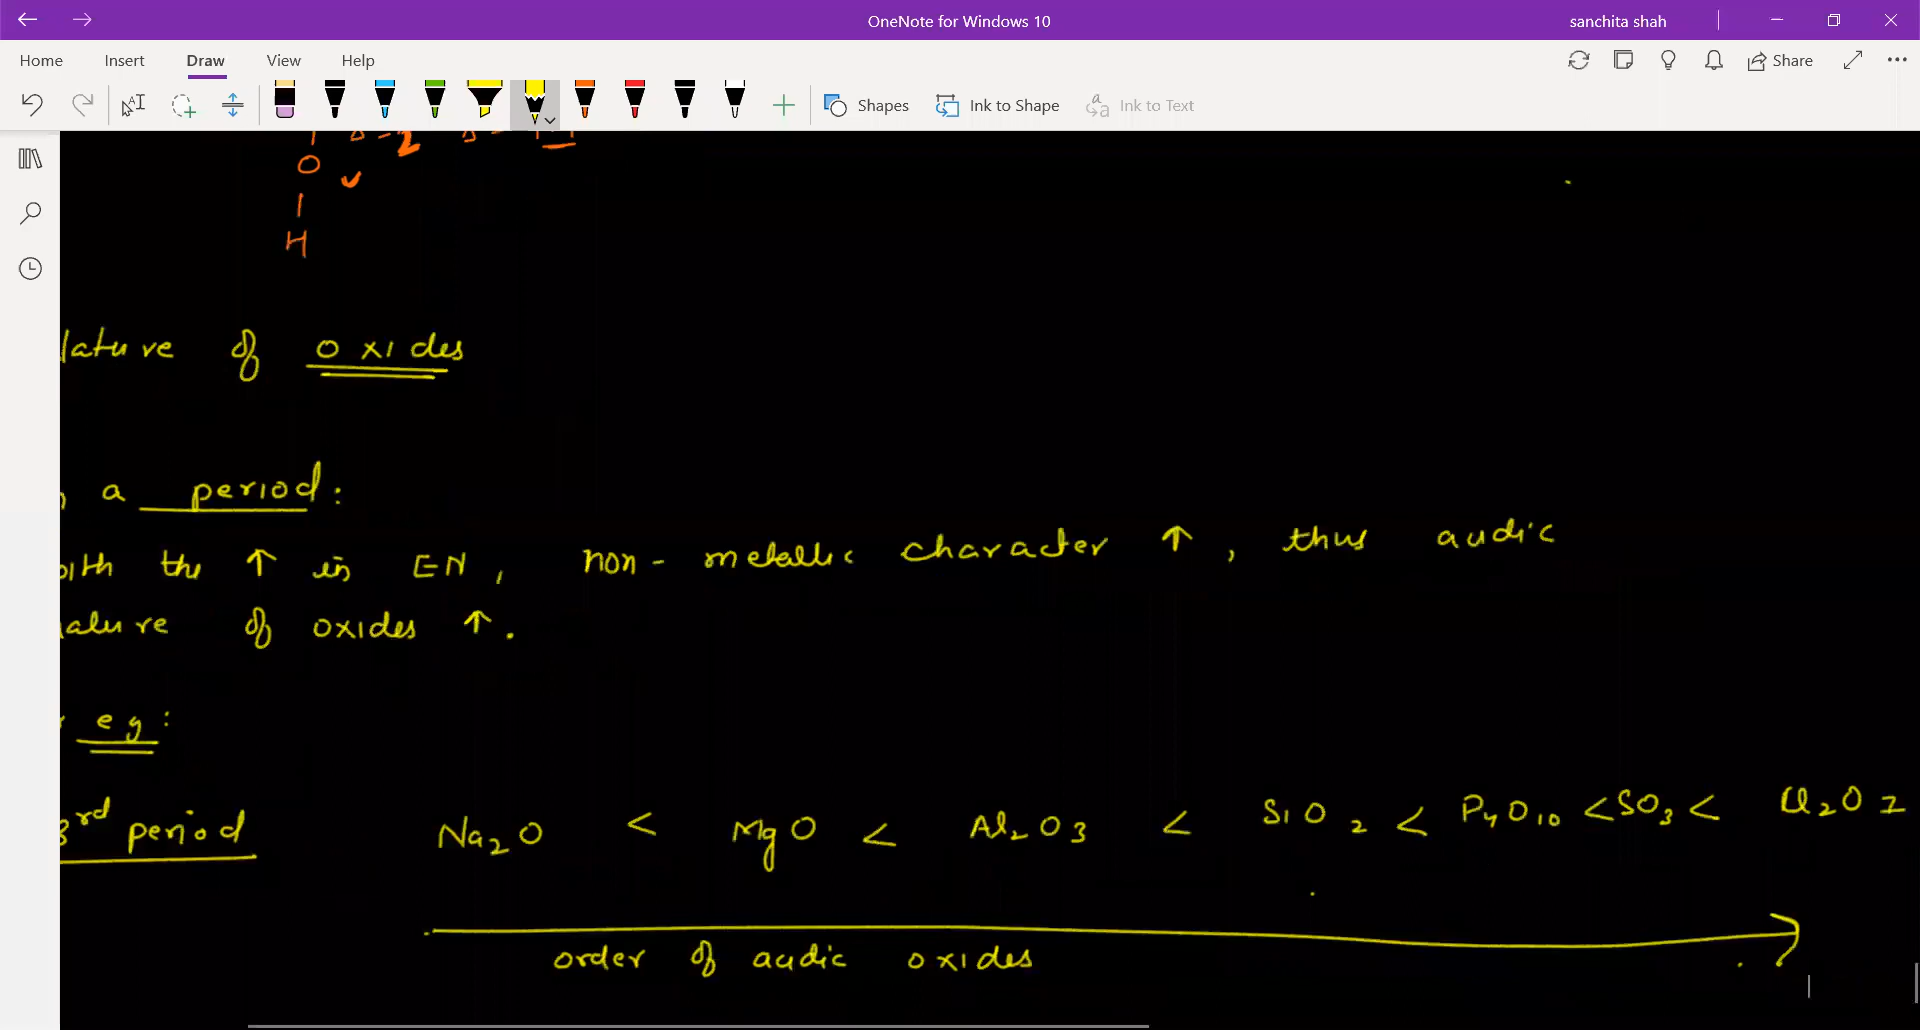 OneNote for Windows 10
sanchita shah
Home Insert Draw View Help
Share
Shapes Ink to Shape Ink to Text
O
H
ature of oxides
a period:
ith the ↑ in EN, non-metallic character ↑, thus acidic
ature of oxides ↑.
eg:
3rd period Na₂O < MgO < Al₂O₃ < SiO₂ < P₄O₁₀ < SO₃ < Cl₂O7
order of acidic oxides